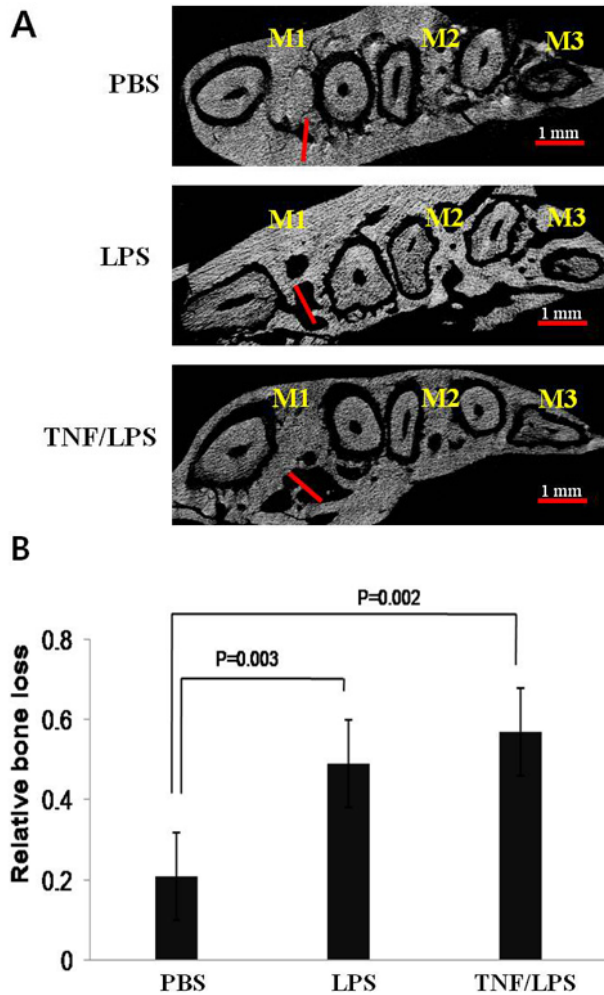 A
PBS
M1
M2
M3
1 mm
LPS
M1
M2
M3
1 mm
TNF/LPS
M1
M2
M3
1 mm
B
P=0.002
P=0.003
Relative bone loss
0.8
0.6
0.4
0.2
0
PBS
LPS
TNF/LPS